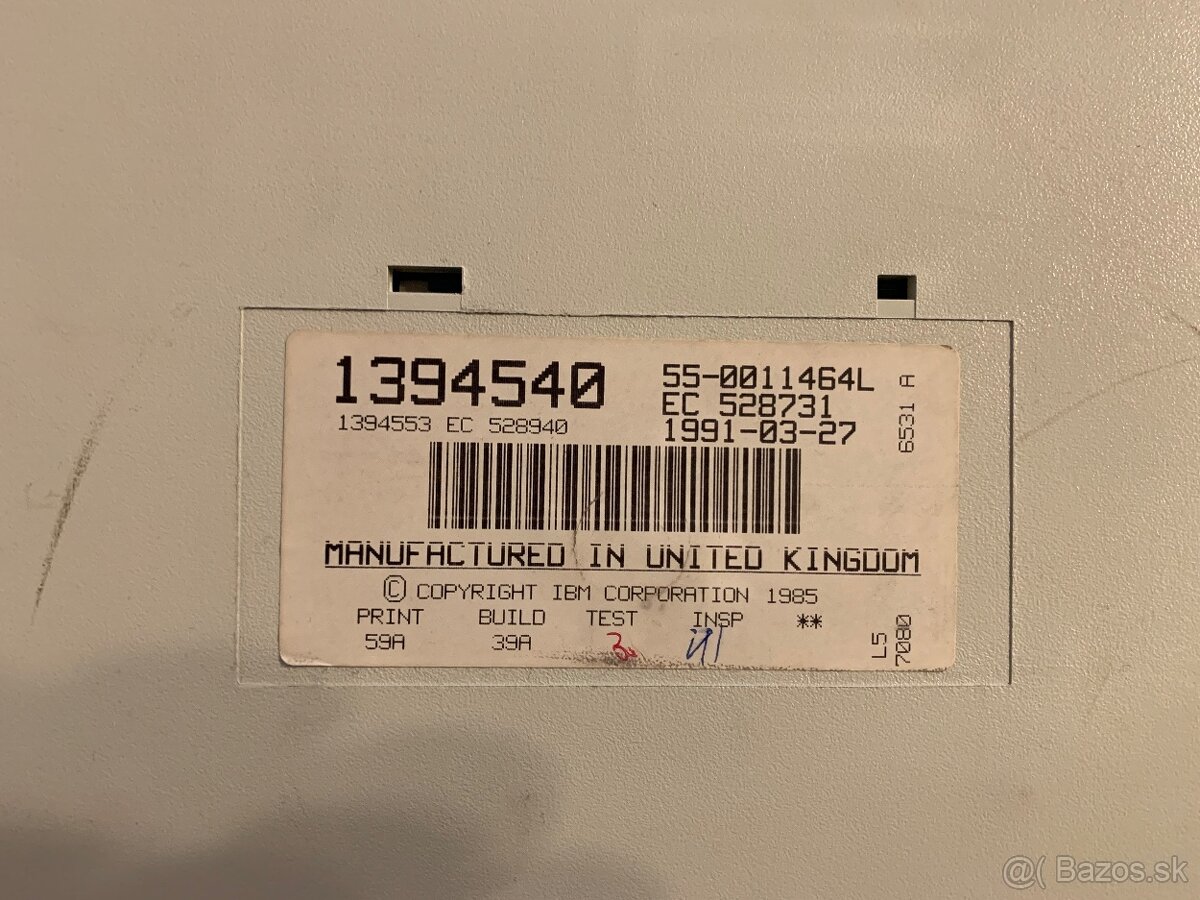 1394540
1394553 EC 528940
55-0011464L
EC 528731
1991-03-27
6531 A
MANUFACTURED IN UNITED KINGDOM
© COPYRIGHT IBM CORPORATION 1985
PRINT BUILD TEST INSP **
59A 39A
L5
7080
@( Bazos.sk